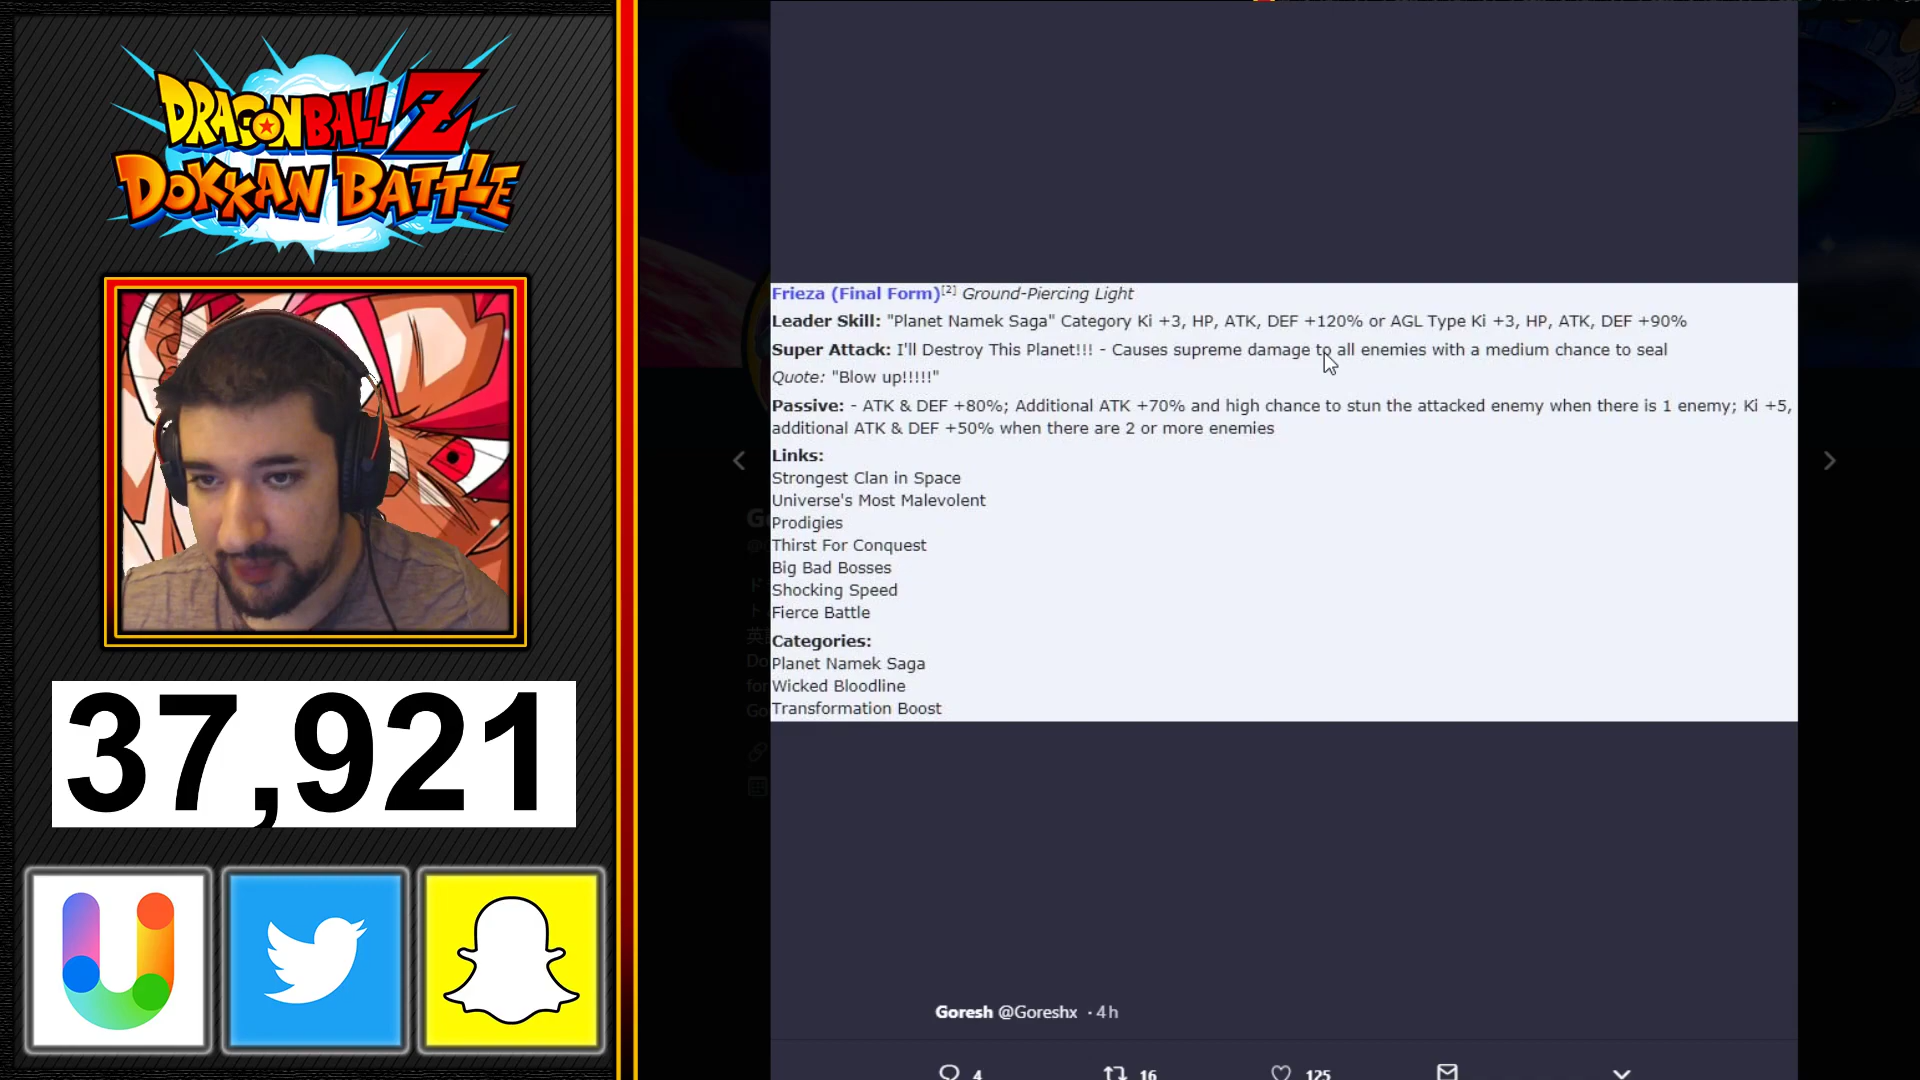 DRAGON BALL Z
DOKKAN BATTLE
37,921
Frieza (Final Form)[2] Ground-Piercing Light
Leader Skill: "Planet Namek Saga" Category Ki +3, HP, ATK, DEF +120% or AGL Type Ki +3, HP, ATK, DEF +90%
Super Attack: I'll Destroy This Planet!!! - Causes supreme damage to all enemies with a medium chance to seal
Quote: "Blow up!!!!!"
Passive: - ATK & DEF +80%; Additional ATK +70% and high chance to stun the attacked enemy when there is 1 enemy; Ki +5,
additional ATK & DEF +50% when there are 2 or more enemies
Links:
Strongest Clan in Space
Universe's Most Malevolent
Prodigies
Thirst For Conquest
Big Bad Bosses
Shocking Speed
Fierce Battle
Categories:
Planet Namek Saga
Wicked Bloodline
Transformation Boost
Goresh @Goreshx · 4 h
4 16 125